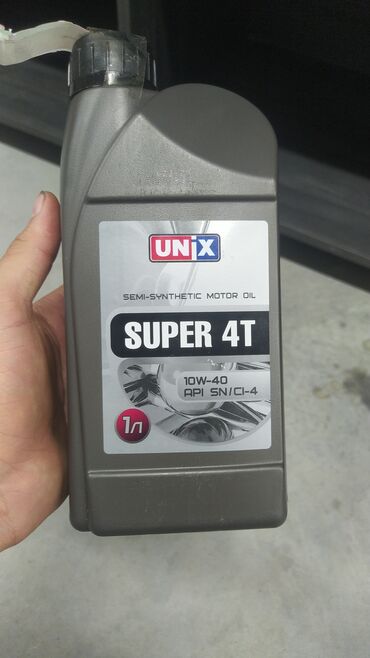 UNiX
SEMI-SYNTHETIC MOTOR OIL
SUPER 4T
10W-40
API SN/CI-4
1л